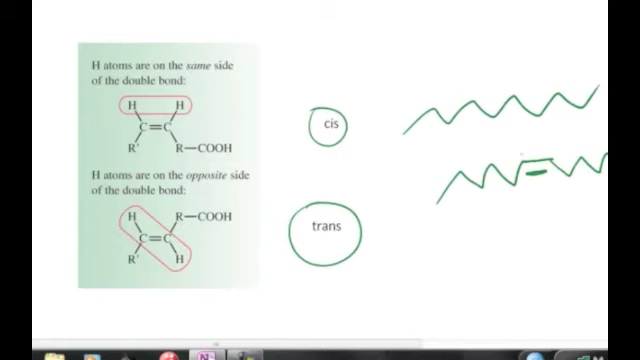 H atoms are on the same side
of the double bond:
H H
C=C
R' R—COOH
cis
H atoms are on the opposite side
of the double bond:
H R—COOH
C=C
R' H
trans